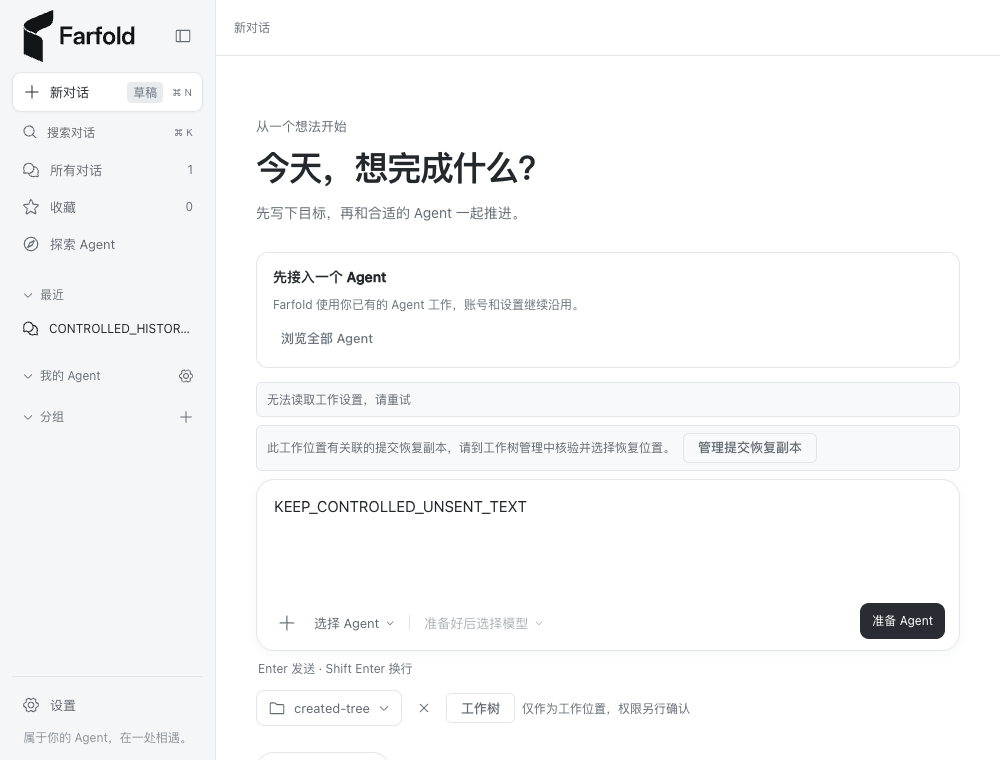 Farfold
新对话 草稿 ⌘ N
搜索对话 ⌘ K
所有对话 1
收藏 0
探索 Agent
最近
CONTROLLED_HISTOR...
我的 Agent
分组
设置
属于你的 Agent，在一处相遇。
新对话
从一个想法开始
今天，想完成什么?
先写下目标，再和合适的 Agent 一起推进。
先接入一个 Agent
Farfold 使用你已有的 Agent 工作，账号和设置继续沿用。
浏览全部 Agent
无法读取工作设置，请重试
此工作位置有关联的提交恢复副本，请到工作树管理中核验并选择恢复位置。 管理提交恢复副本
KEEP_CONTROLLED_UNSENT_TEXT
选择 Agent 准备好后选择模型 准备 Agent
Enter 发送 · Shift Enter 换行
created-tree 工作树 仅作为工作位置，权限另行确认